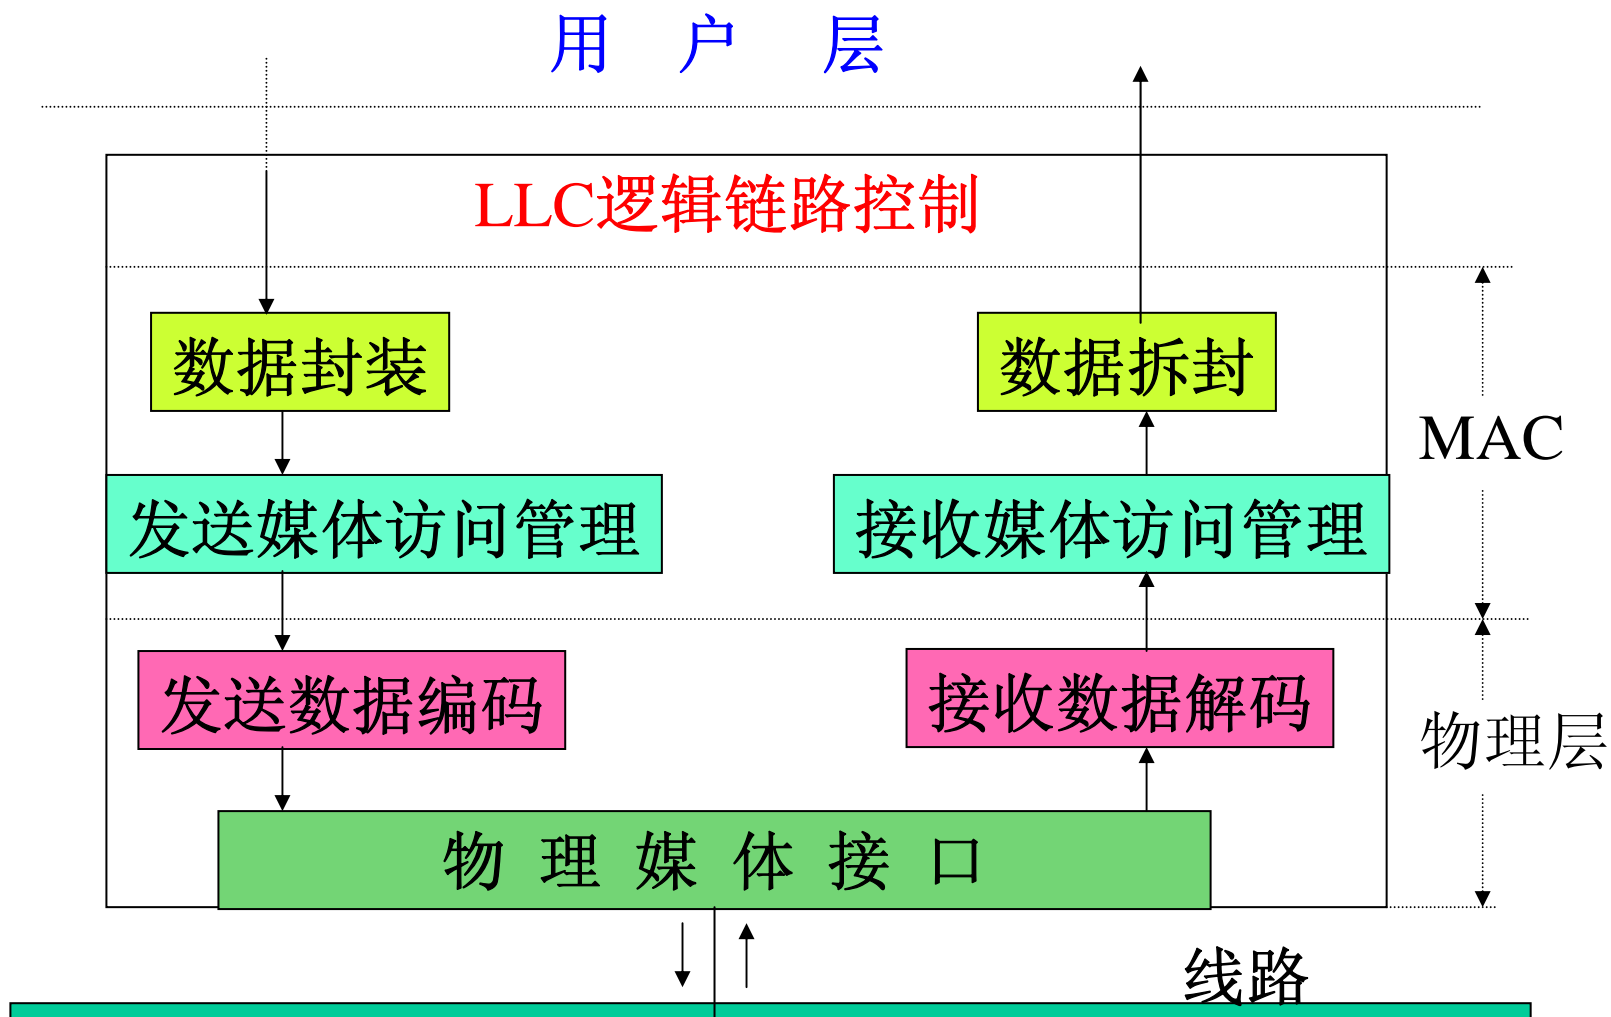 用 户 层
LLC逻辑链路控制
数据封装
数据拆封
MAC
发送媒体访问管理
接收媒体访问管理
发送数据编码
接收数据解码
物理层
物 理 媒 体 接 口
线路